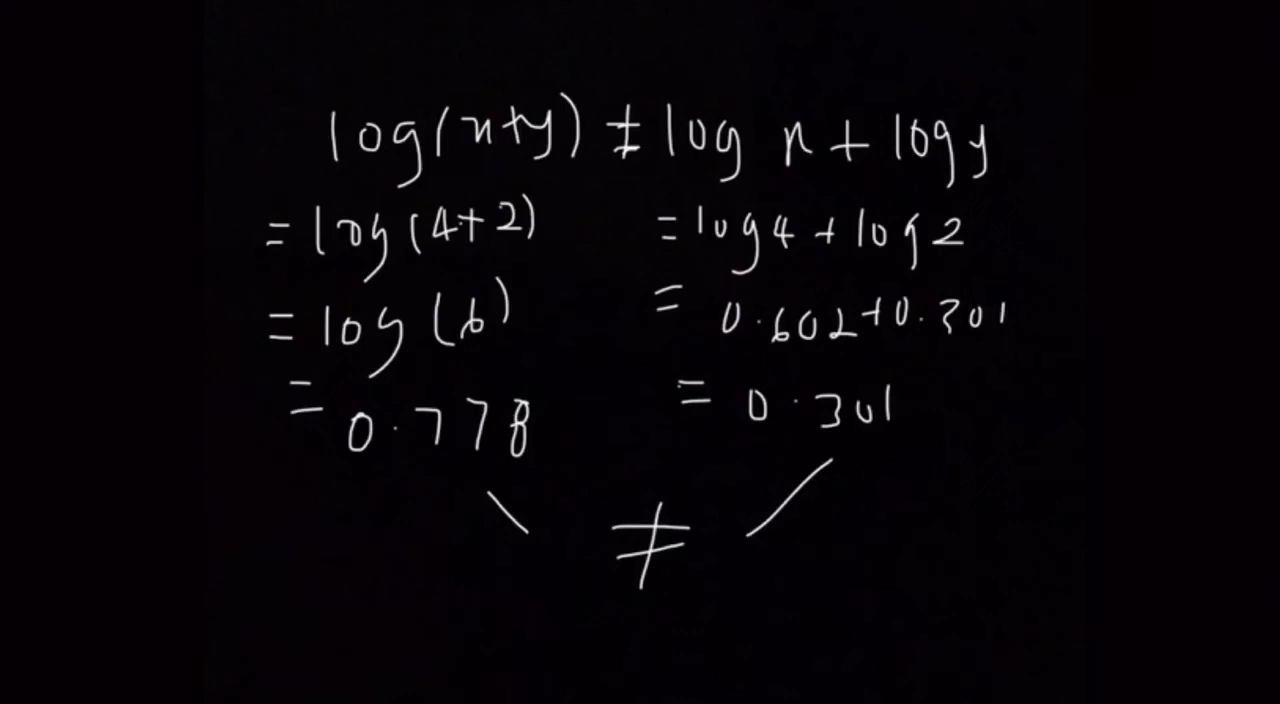 log(x+y) ≠ log x + log y
= log(4+2) = log4 + log2
= log(6) = 0.602+0.301
= 0.778 = 0.301
≠